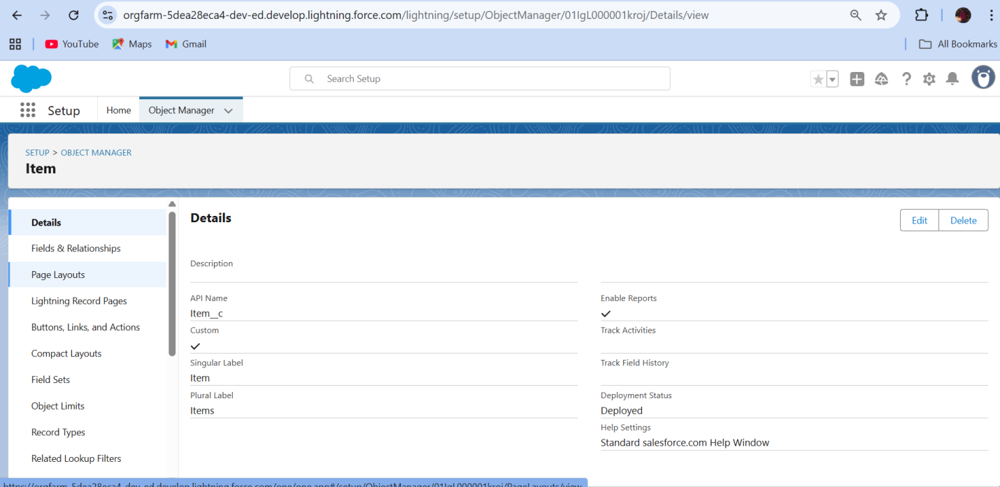 orgfarm-5dea28eca4-dev-ed.develop.lightning.force.com/lightning/setup/ObjectManager/01IgL000001kroj/Details/view
YouTube Maps Gmail All Bookmarks
Search Setup
Setup Home Object Manager
SETUP > OBJECT MANAGER
Item
Details
Fields & Relationships
Page Layouts
Lightning Record Pages
Buttons, Links, and Actions
Compact Layouts
Field Sets
Object Limits
Record Types
Related Lookup Filters
Details
Edit Delete
Description
API Name
Item__c
Custom
Singular Label
Item
Plural Label
Items
Enable Reports
Track Activities
Track Field History
Deployment Status
Deployed
Help Settings
Standard salesforce.com Help Window
https://orgfarm-5dea28eca4-dev-ed.develop.lightning.force.com/one/one.app#/setup/ObjectManager/01IgL000001kroj/PageLayouts/view